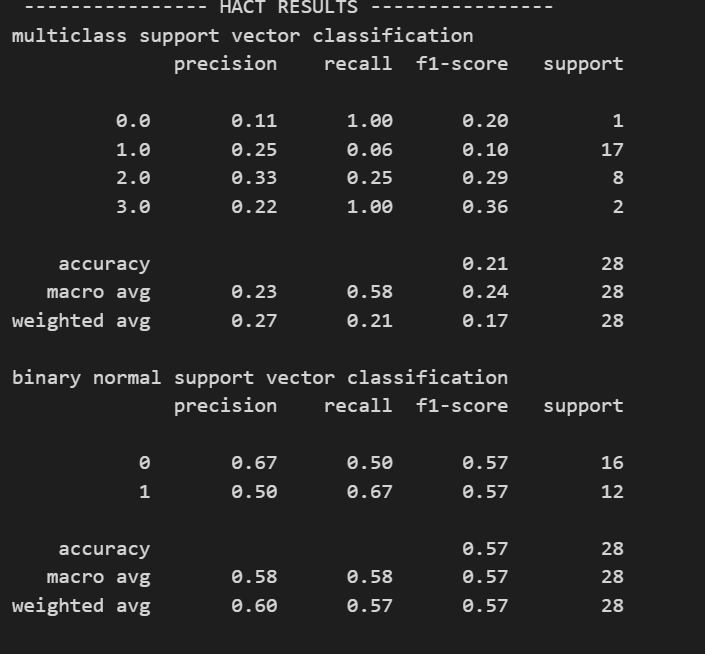 ---------------- HACT RESULTS ----------------
multiclass support vector classification
precision recall f1-score support
0.0 0.11 1.00 0.20 1
1.0 0.25 0.06 0.10 17
2.0 0.33 0.25 0.29 8
3.0 0.22 1.00 0.36 2
accuracy 0.21 28
macro avg 0.23 0.58 0.24 28
weighted avg 0.27 0.21 0.17 28
binary normal support vector classification
precision recall f1-score support
0 0.67 0.50 0.57 16
1 0.50 0.67 0.57 12
accuracy 0.57 28
macro avg 0.58 0.58 0.57 28
weighted avg 0.60 0.57 0.57 28